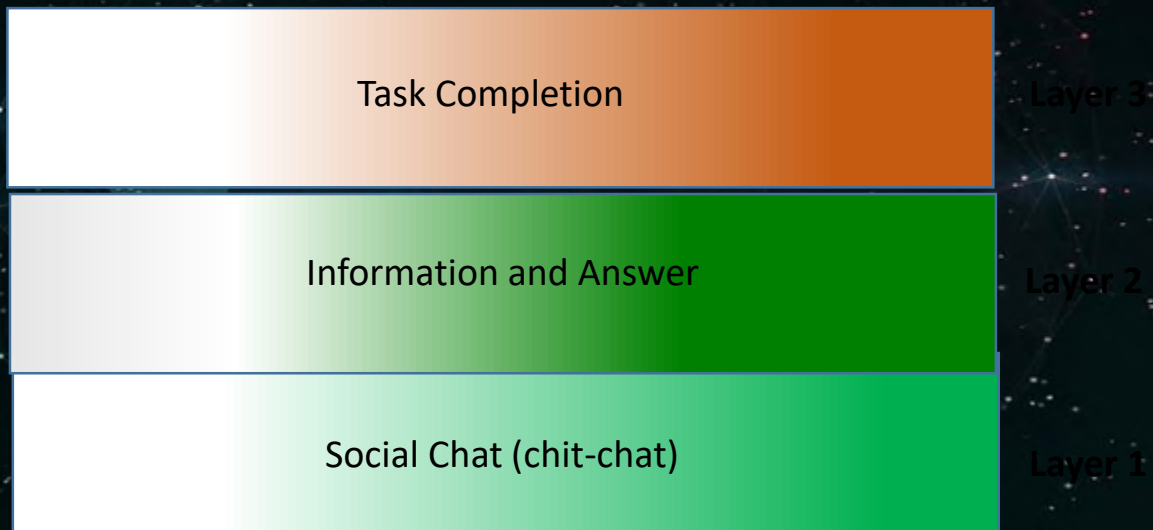 Task Completion
Layer 3
Information and Answer
Layer 2
Social Chat (chit-chat)
Layer 1